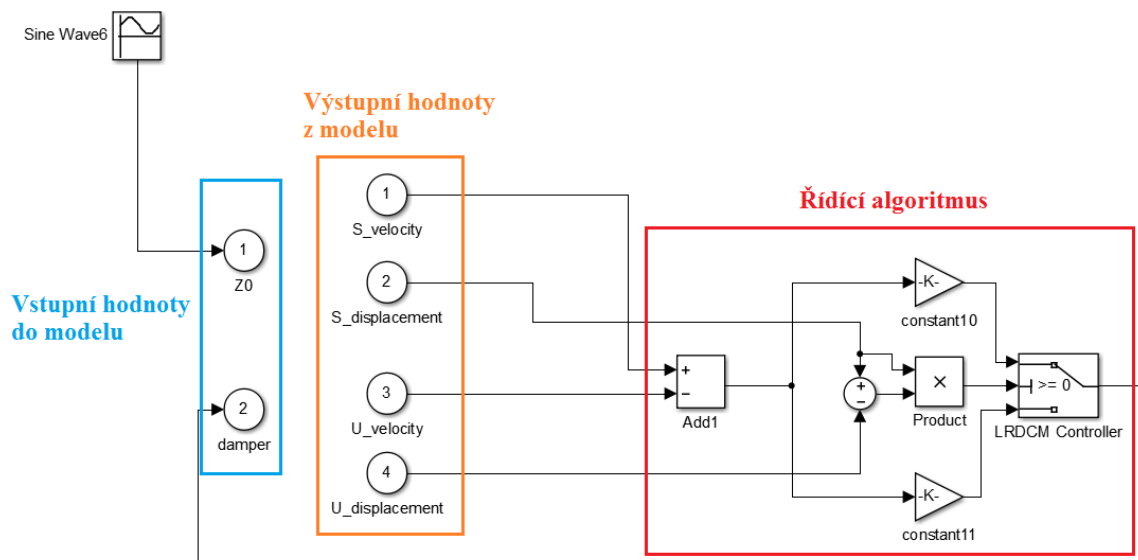 Sine Wave6
Výstupní hodnoty
z modelu
1
S_velocity
Řídící algoritmus
1
Z0
2
S_displacement
-K-
constant10
Vstupní hodnoty
do modelu
+
−
Add1
+
−
×
Product
>= 0
LRDCM Controller
3
U_velocity
2
damper
4
U_displacement
-K-
constant11